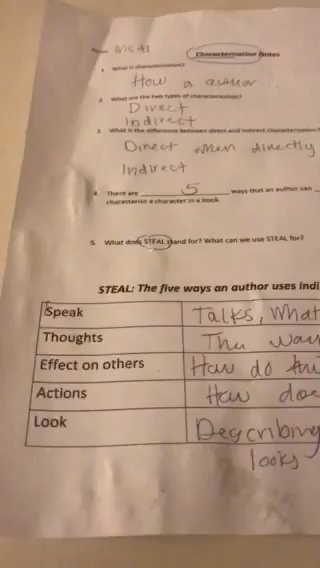 Characterization Notes
1. What is characterization?
How a author
2. What are the two types of characterization?
Direct
Indirect
3. What is the difference between direct and indirect characterization?
Direct when directly
Indirect
4. There are 5 ways that an author can
characterize a character in a book.
5. What does STEAL stand for? What can we use STEAL for?
STEAL: The five ways an author uses indi
Speak Talks, What
Thoughts The way
Effect on others How do
Actions How doe
Look Describing
looks